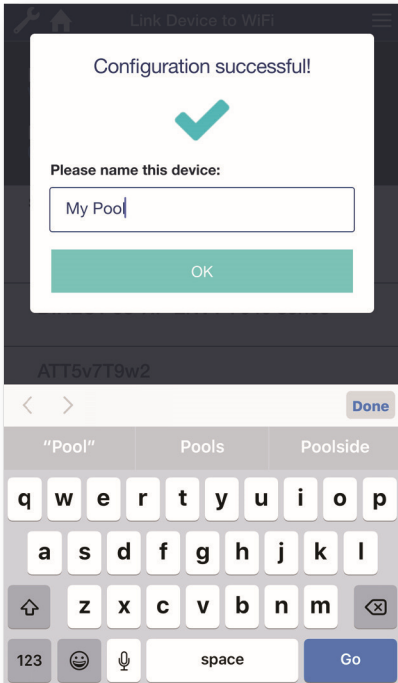 Link Device to WiFi
Configuration successful!
Please name this device:
My Pool
OK
ATT5v7T9w2
Done
“Pool” Pools Poolside
q w e r t y u i o p
a s d f g h j k l
z x c v b n m
123 space Go